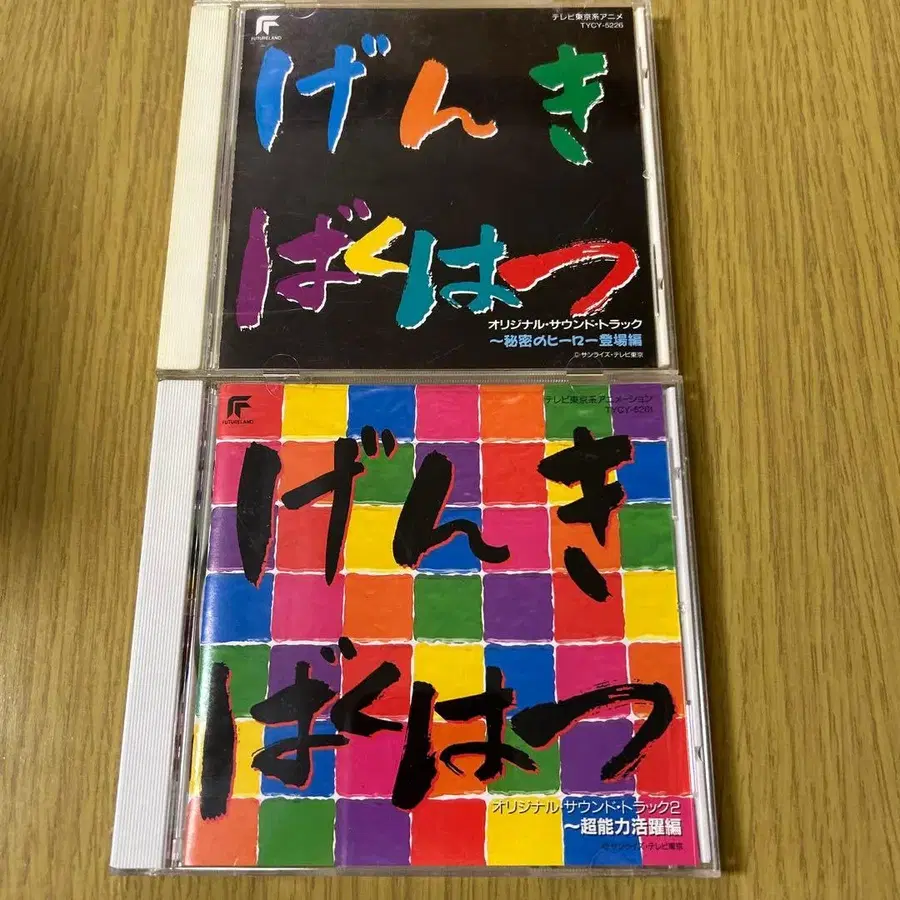 FUTURELAND
テレビ東京系アニメ
TYCY-5226
げんき
ばくはつ
オリジナル・サウンド・トラック
〜秘密のヒーロー登場編
© サンライズ・テレビ東京
FUTURELAND
テレビ東京系アニメーション
TYCY-5261
げんき
ばくはつ
オリジナル・サウンド・トラック2
〜超能力活躍編
© サンライズ・テレビ東京